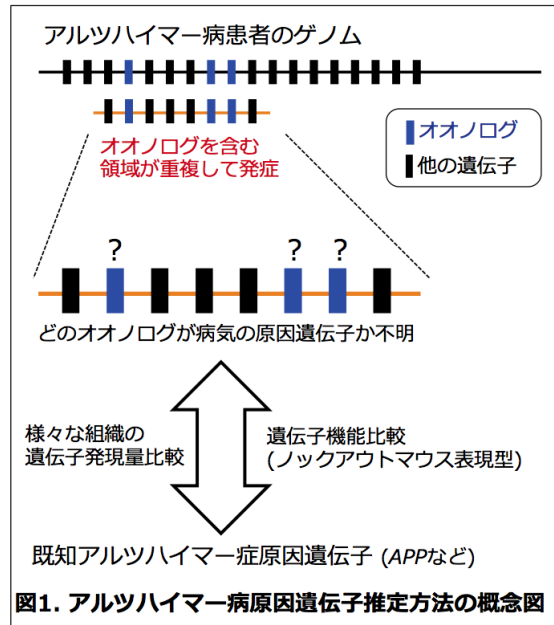 アルツハイマー病患者のゲノム
オオノログ
他の遺伝子
オオノログを含む
領域が重複して発症
? ? ?
どのオオノログが病気の原因遺伝子か不明
様々な組織の
遺伝子発現量比較
遺伝子機能比較
(ノックアウトマウス表現型)
既知アルツハイマー症原因遺伝子 (APPなど)
図1. アルツハイマー病原因遺伝子推定方法の概念図